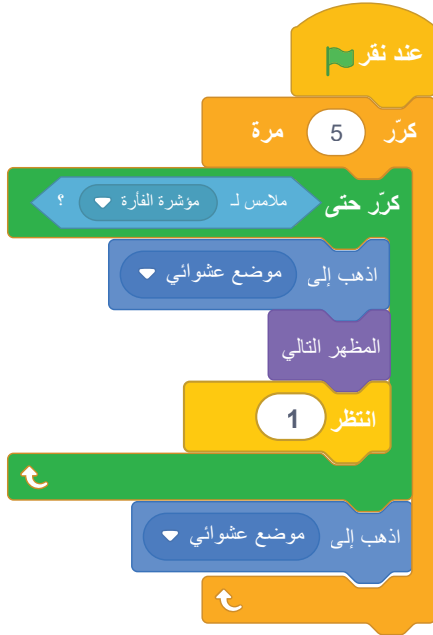 عند نقر
كرّر 5 مرة
كرّر حتى ملامس لـ مؤشرة الفأرة ؟
اذهب إلى موضع عشوائي
المظهر التالي
انتظر 1
اذهب إلى موضع عشوائي